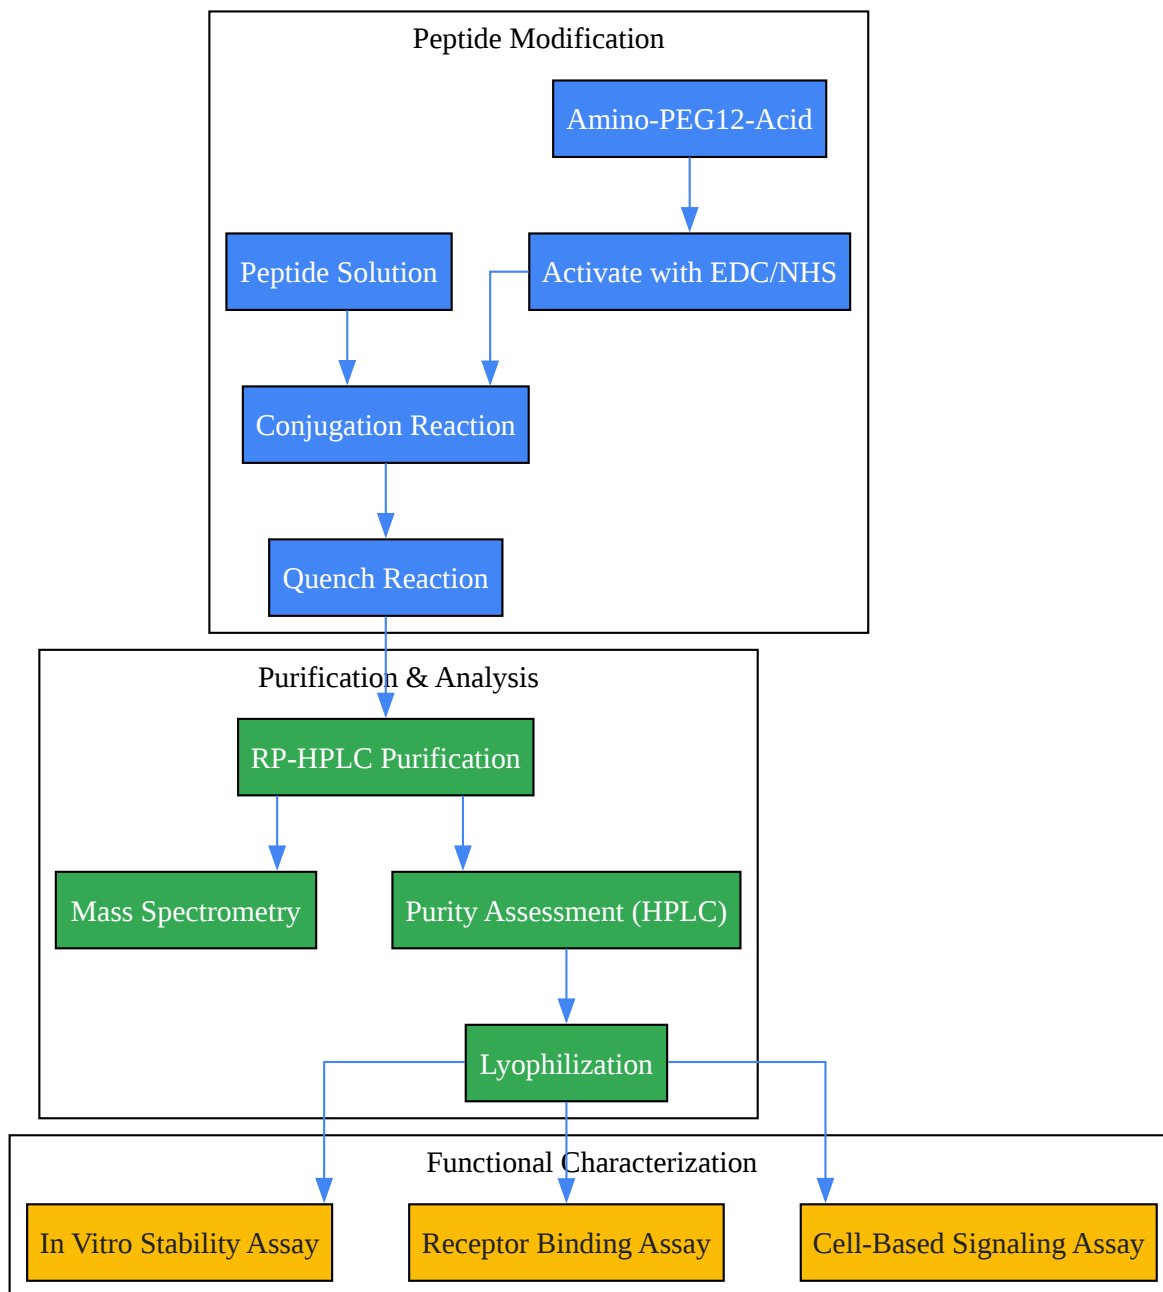 Peptide Modification
Amino-PEG12-Acid
Peptide Solution
Activate with EDC/NHS
Conjugation Reaction
Quench Reaction
Purification & Analysis
RP-HPLC Purification
Mass Spectrometry
Purity Assessment (HPLC)
Lyophilization
Functional Characterization
In Vitro Stability Assay
Receptor Binding Assay
Cell-Based Signaling Assay